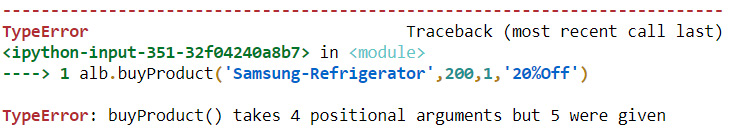 ---------------------------------------------------------------------------
TypeError                                 Traceback (most recent call last)
<ipython-input-351-32f04240a8b7> in <module>
----> 1 alb.buyProduct('Samsung-Refrigerator',200,1,'20%Off')
TypeError: buyProduct() takes 4 positional arguments but 5 were given